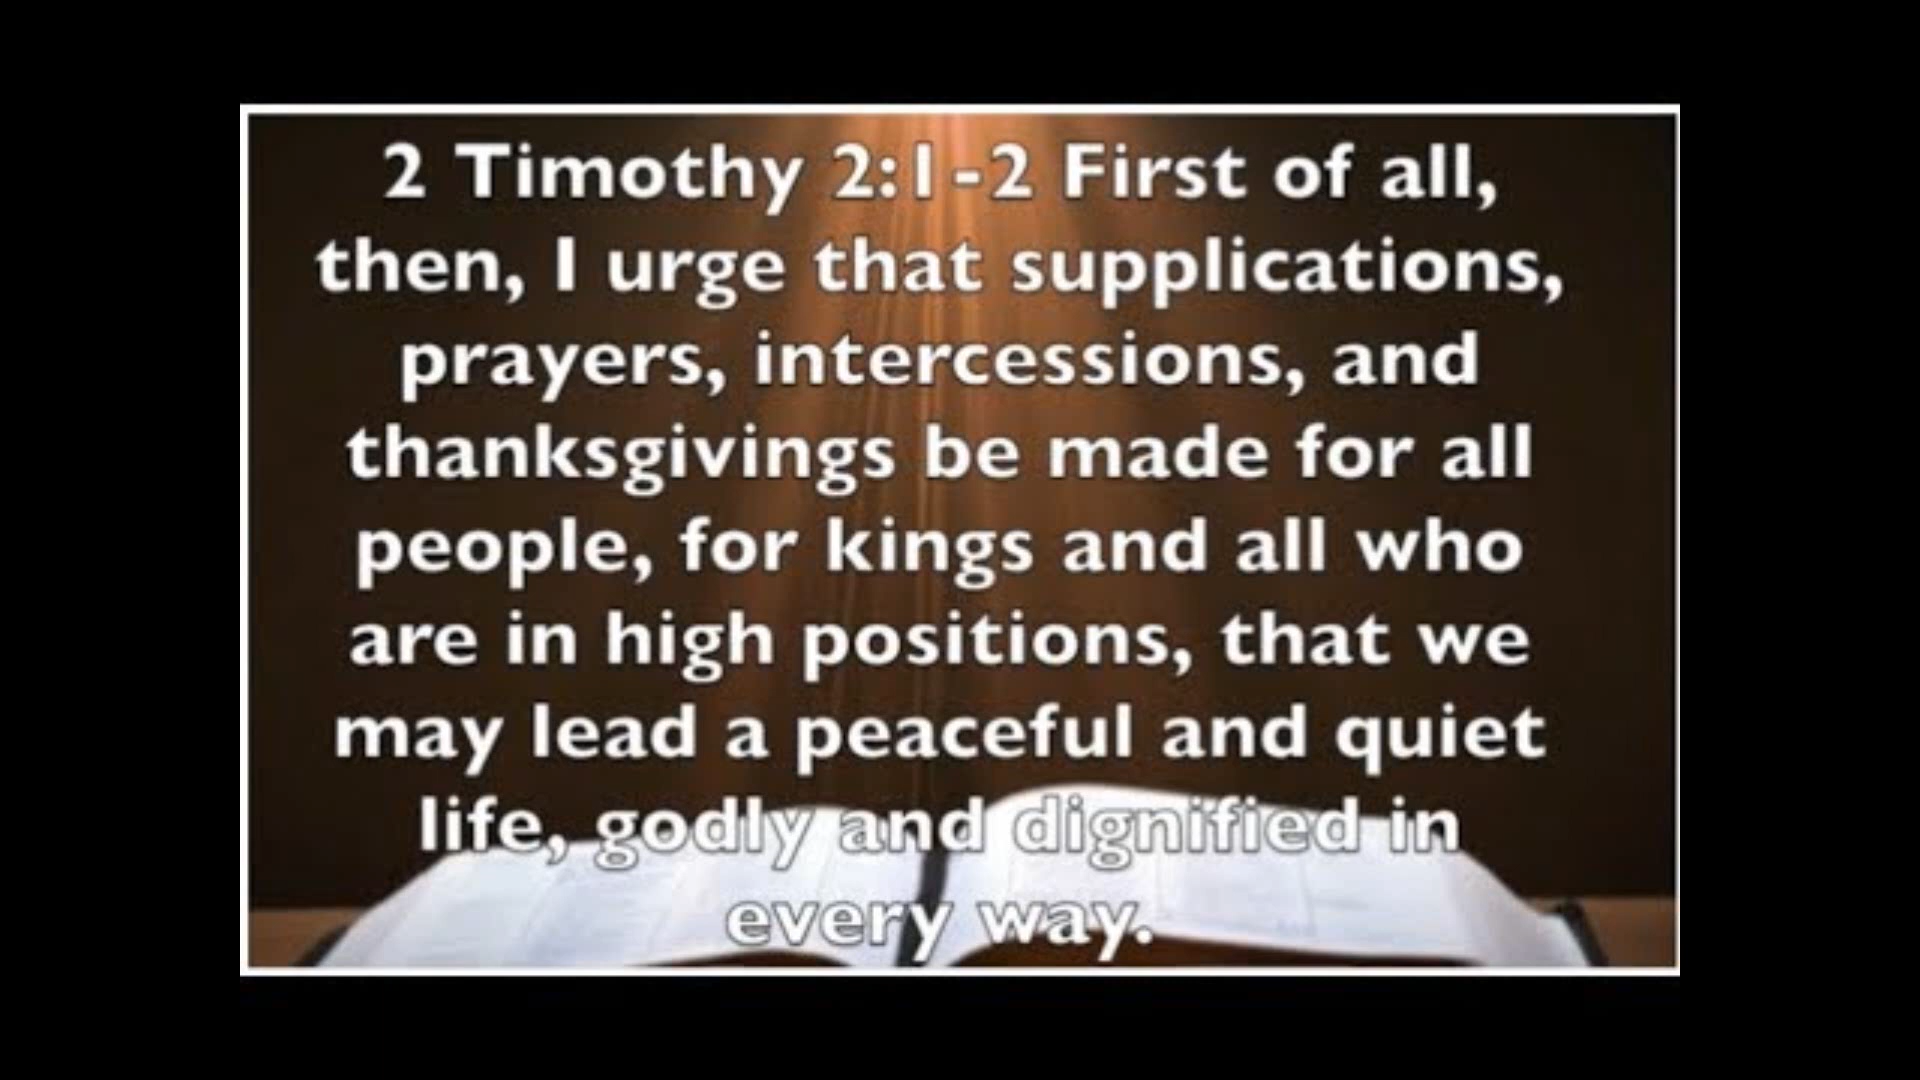 2 Timothy 2:1-2 First of all,
then, I urge that supplications,
prayers, intercessions, and
thanksgivings be made for all
people, for kings and all who
are in high positions, that we
may lead a peaceful and quiet
life, godly and dignified in
every way.